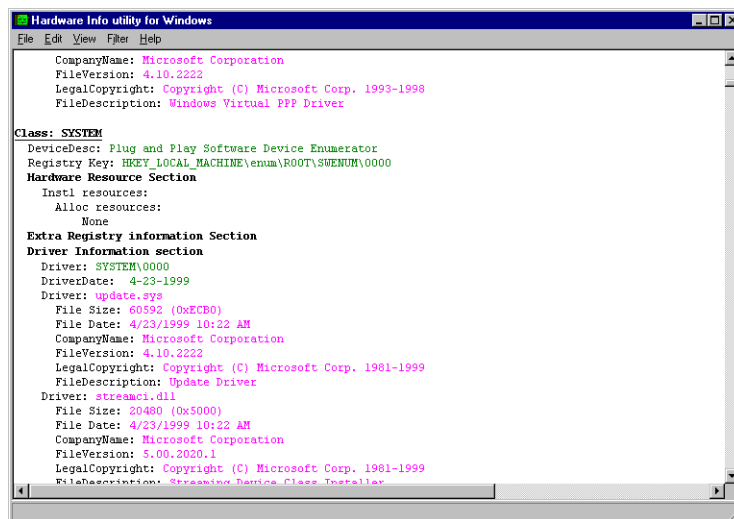 Hardware Info utility for Windows
File Edit View Filter Help
CompanyName: Microsoft Corporation
FileVersion: 4.10.2222
LegalCopyright: Copyright (C) Microsoft Corp. 1993-1998
FileDescription: Windows Virtual PPP Driver
Class: SYSTEM
DeviceDesc: Plug and Play Software Device Enumerator
Registry Key: HKEY_LOCAL_MACHINE\enum\ROOT\SWENUM\0000
Hardware Resource Section
Instl resources:
Alloc resources:
None
Extra Registry information Section
Driver Information section
Driver: SYSTEM\0000
DriverDate: 4-23-1999
Driver: update.sys
File Size: 60592 (0xECB0)
File Date: 4/23/1999 10:22 AM
CompanyName: Microsoft Corporation
FileVersion: 4.10.2222
LegalCopyright: Copyright (C) Microsoft Corp. 1981-1999
FileDescription: Update Driver
Driver: streamci.dll
File Size: 20480 (0x5000)
File Date: 4/23/1999 10:22 AM
CompanyName: Microsoft Corporation
FileVersion: 5.00.2020.1
LegalCopyright: Copyright (C) Microsoft Corp. 1981-1999
FileDescription: Streaming Device Class Installer